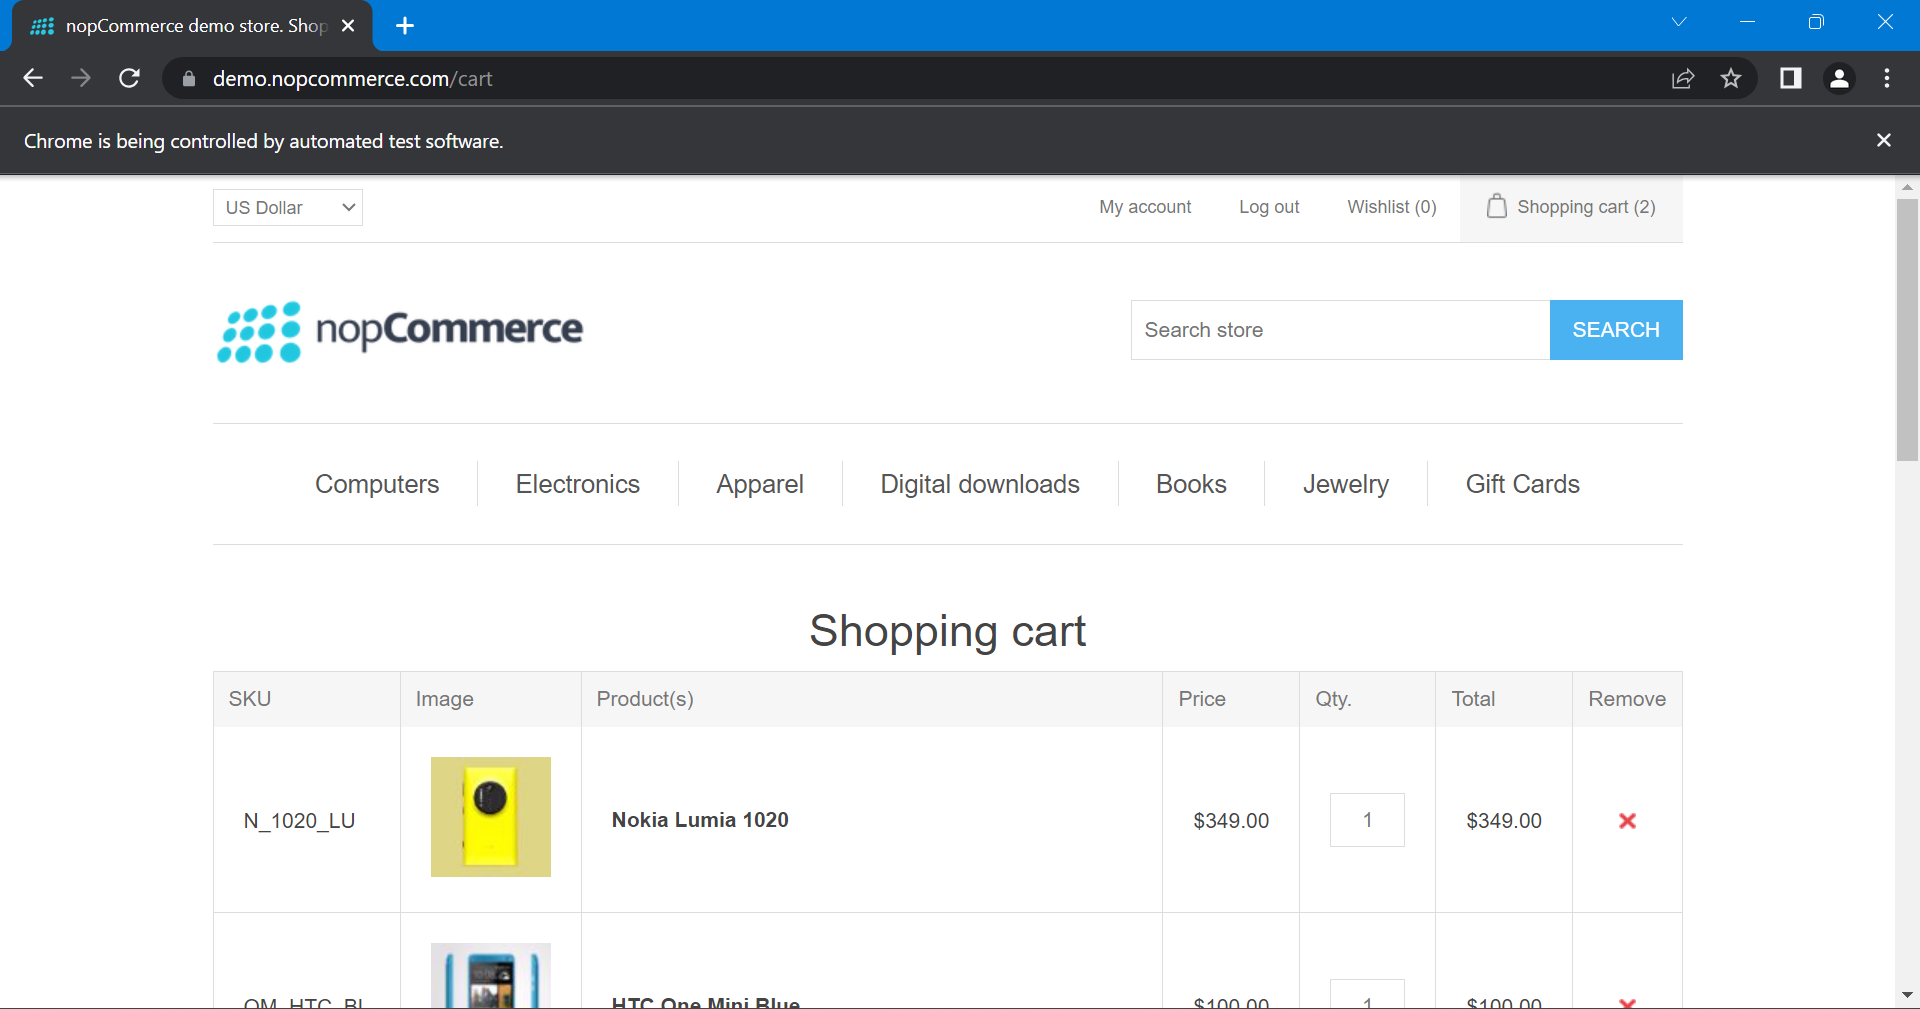 nopCommerce demo store. Shop
demo.nopcommerce.com/cart
Chrome is being controlled by automated test software.
US Dollar
My account Log out Wishlist (0) Shopping cart (2)
nopCommerce
Search store SEARCH
Computers Electronics Apparel Digital downloads Books Jewelry Gift Cards
Shopping cart
SKU Image Product(s) Price Qty. Total Remove
N_1020_LU Nokia Lumia 1020 $349.00 1 $349.00
OM_HTC_BL HTC One Mini Blue $100.00 1 $100.00